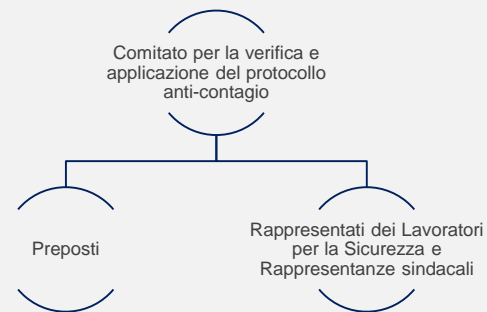 Comitato per la verifica e
applicazione del protocollo
anti-contagio
Preposti
Rappresentati dei Lavoratori
per la Sicurezza e
Rappresentanze sindacali